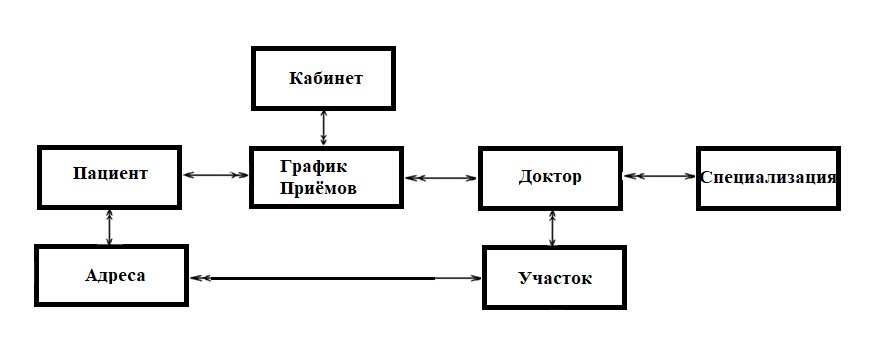 Кабинет
Пациент
График
Приёмов
Доктор
Специализация
Адреса
Участок